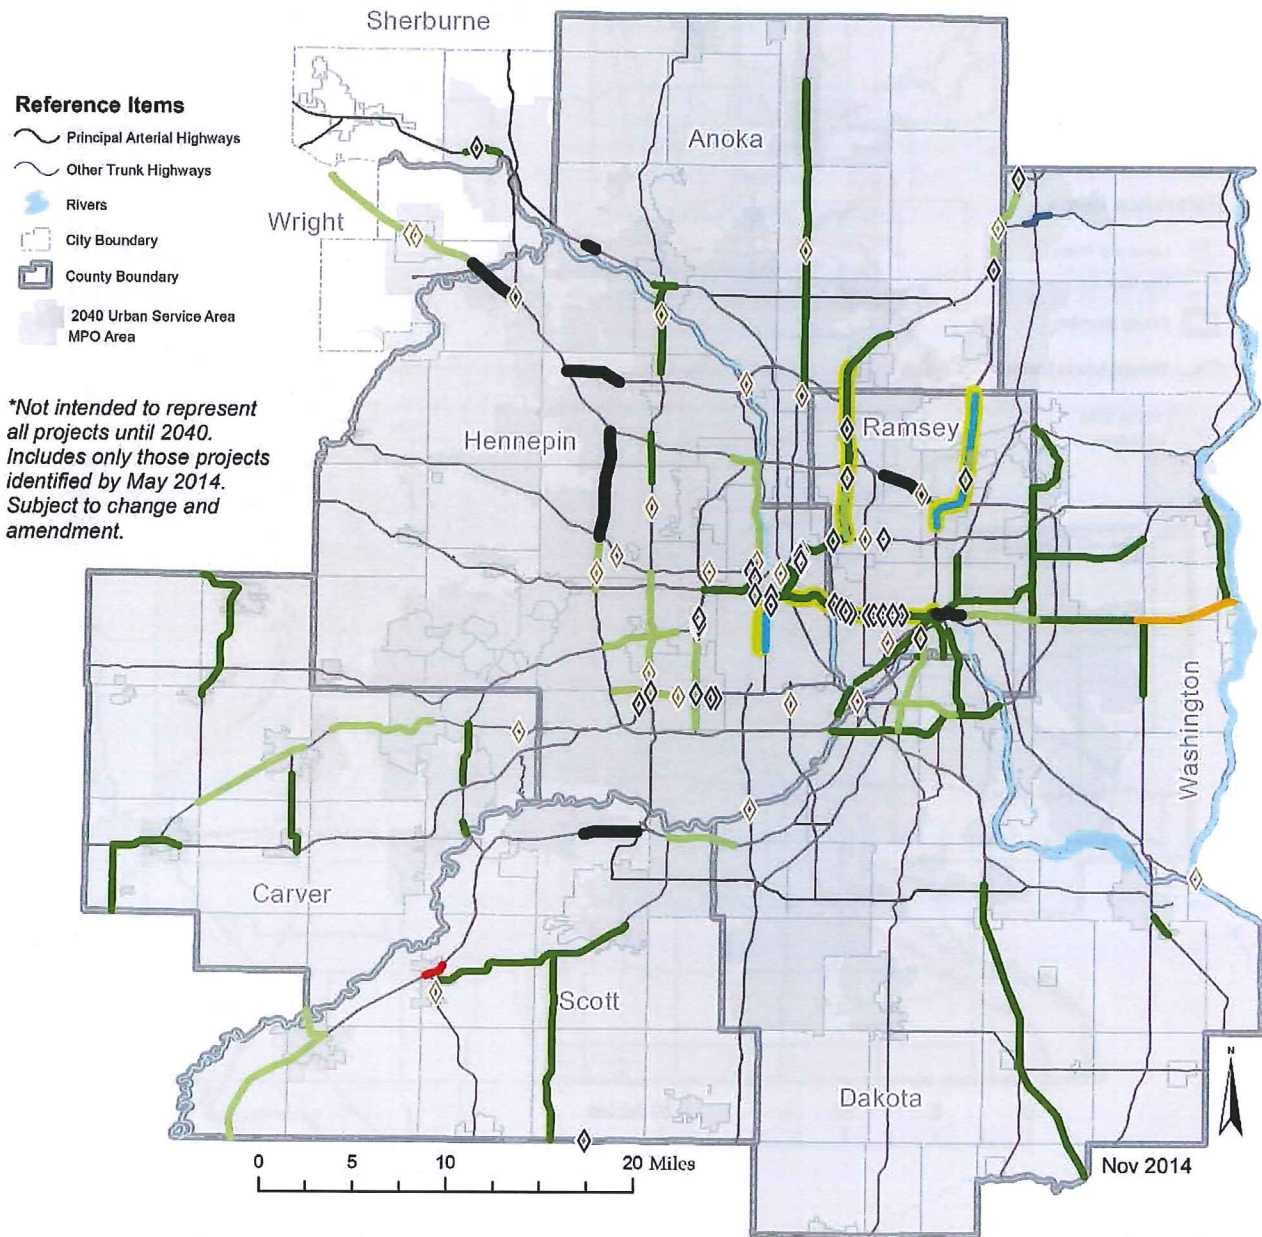 Sherburne
Anoka
Reference Items
Principal Arterial Highways
Other Trunk Highways
Rivers
City Boundary
County Boundary
2040 Urban Service Area
MPO Area
Wright
*Not intended to represent
all projects until 2040.
Includes only those projects
identified by May 2014.
Subject to change and
amendment.
Hennepin
Ramsey
Washington
Carver
Scott
Dakota
N
0 5 10 20 Miles
Nov 2014